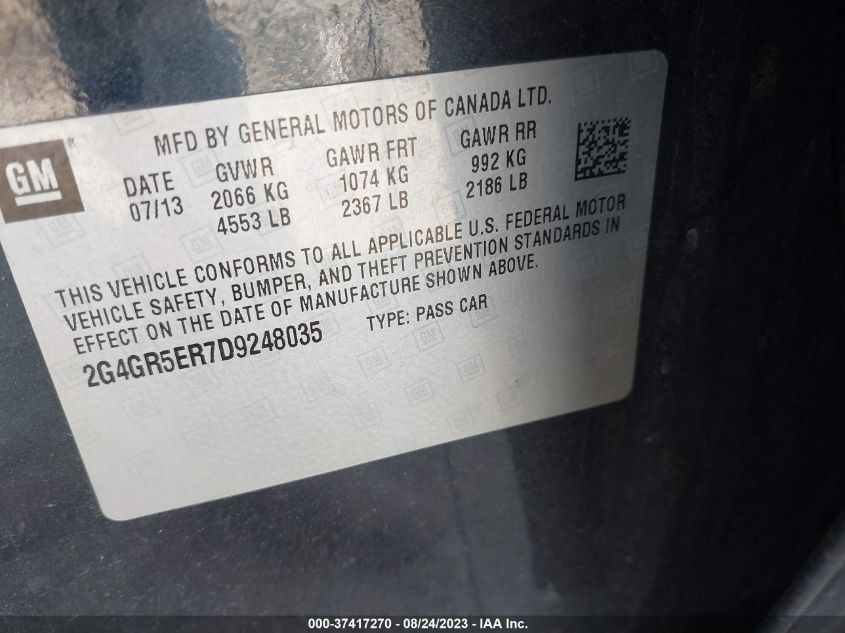 MFD BY GENERAL MOTORS OF CANADA LTD.
GM ®
DATE GVWR GAWR FRT GAWR RR
07/13 2066 KG 1074 KG 992 KG
4553 LB 2367 LB 2186 LB
THIS VEHICLE CONFORMS TO ALL APPLICABLE U.S. FEDERAL MOTOR
VEHICLE SAFETY, BUMPER, AND THEFT PREVENTION STANDARDS IN
EFFECT ON THE DATE OF MANUFACTURE SHOWN ABOVE.
2G4GR5ER7D9248035 TYPE: PASS CAR
000-37417270 - 08/24/2023 - IAA Inc.